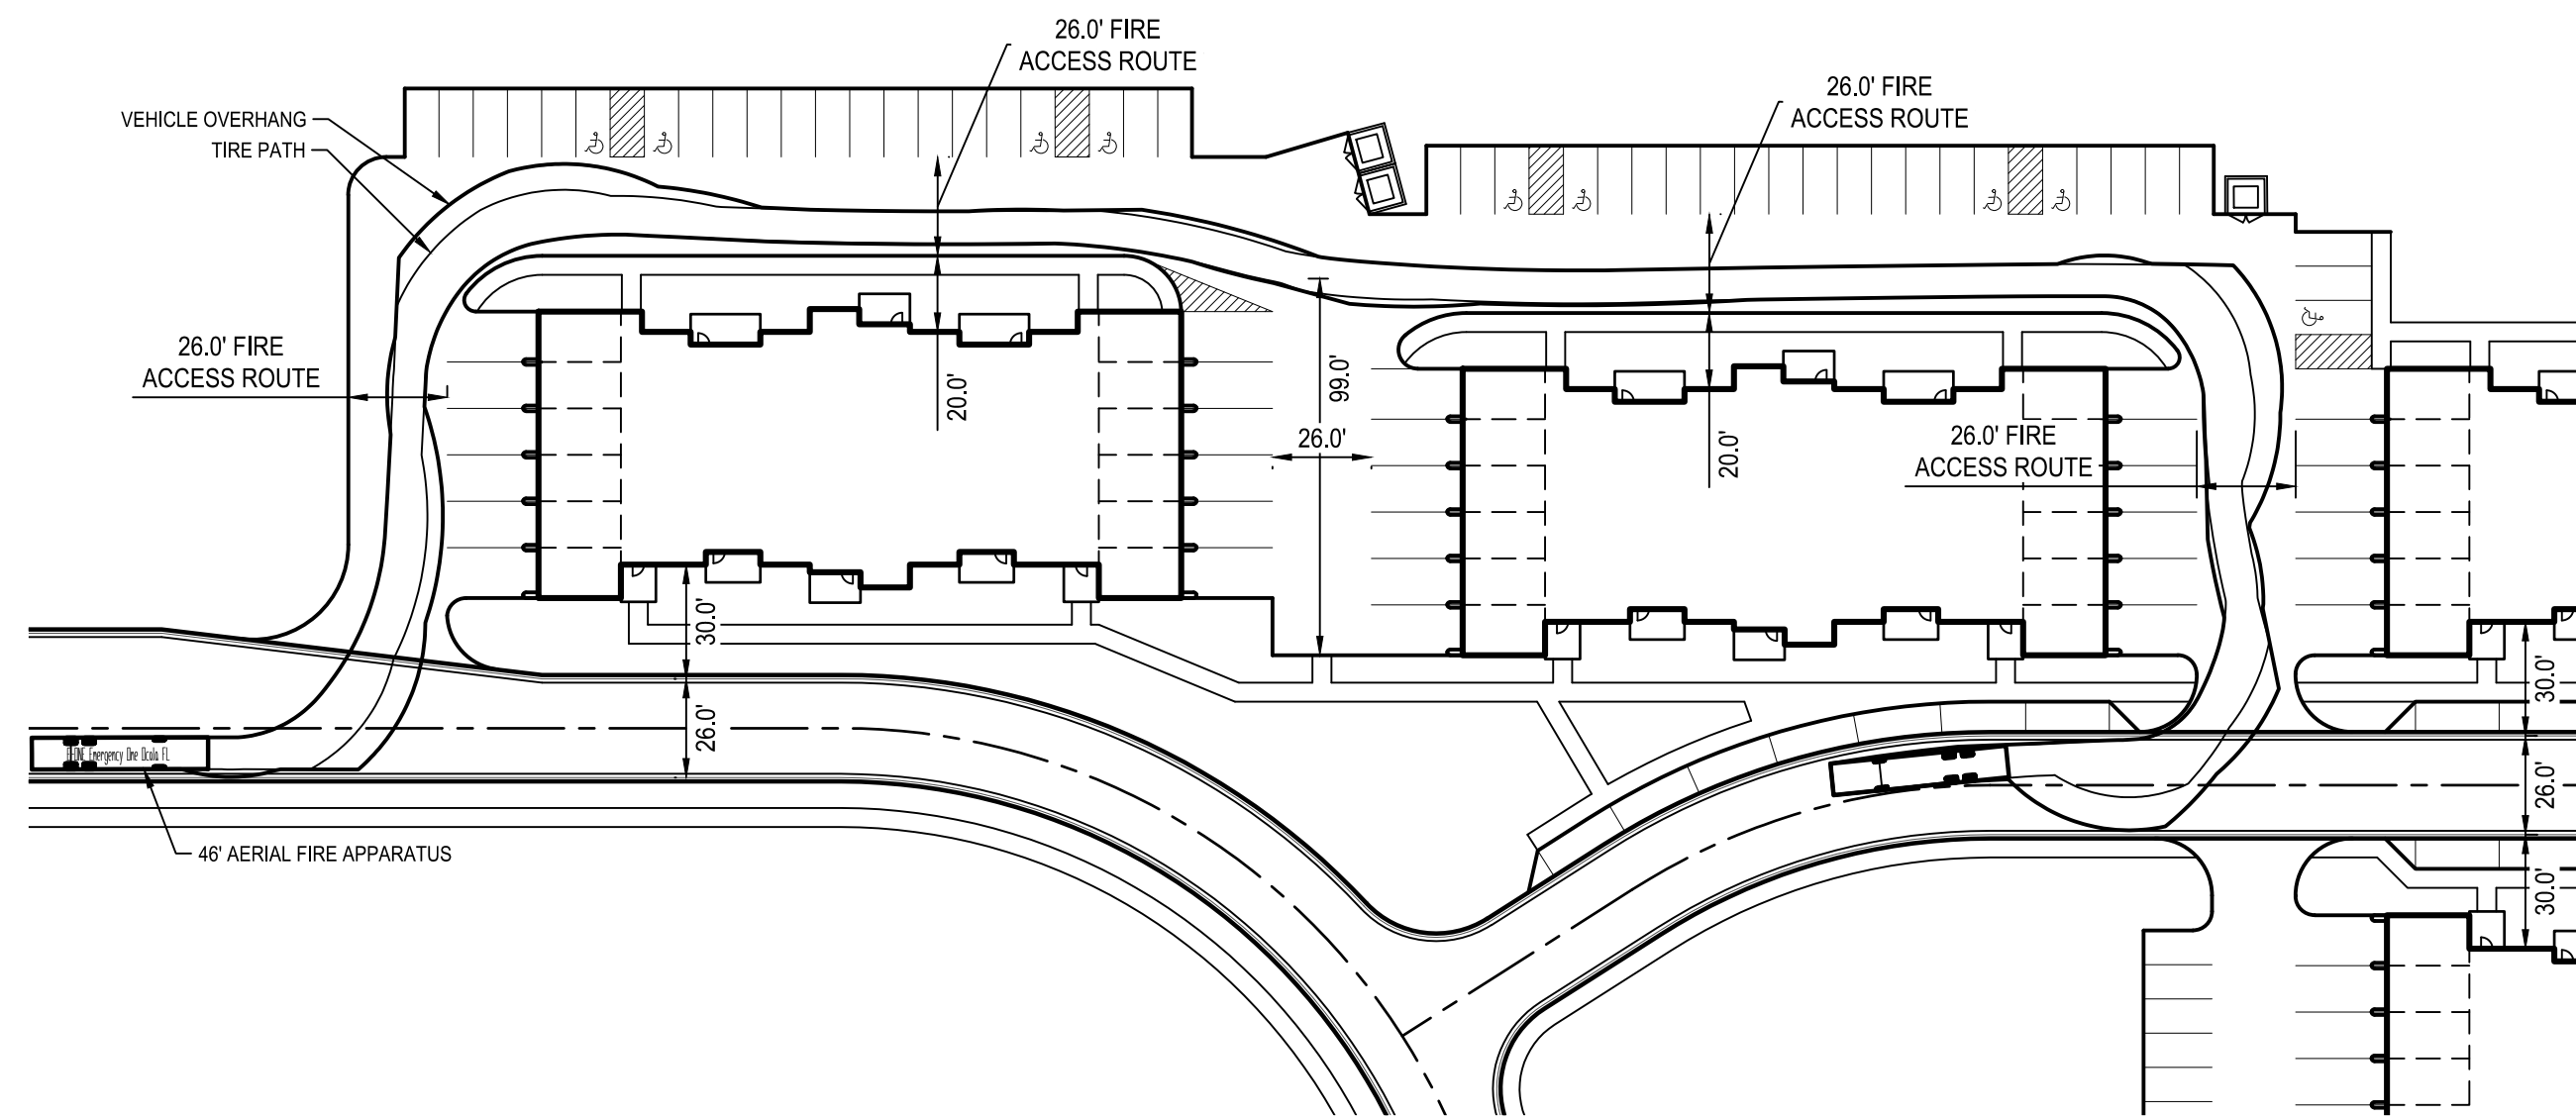 26.0' FIRE
ACCESS ROUTE
26.0' FIRE
ACCESS ROUTE
VEHICLE OVERHANG
TIRE PATH
26.0' FIRE
ACCESS ROUTE
20.0'
99.0'
26.0'
20.0'
26.0' FIRE
ACCESS ROUTE
30.0'
26.0'
30.0'
26.0'
30.0'
Emergency One Ocala FL
46' AERIAL FIRE APPARATUS